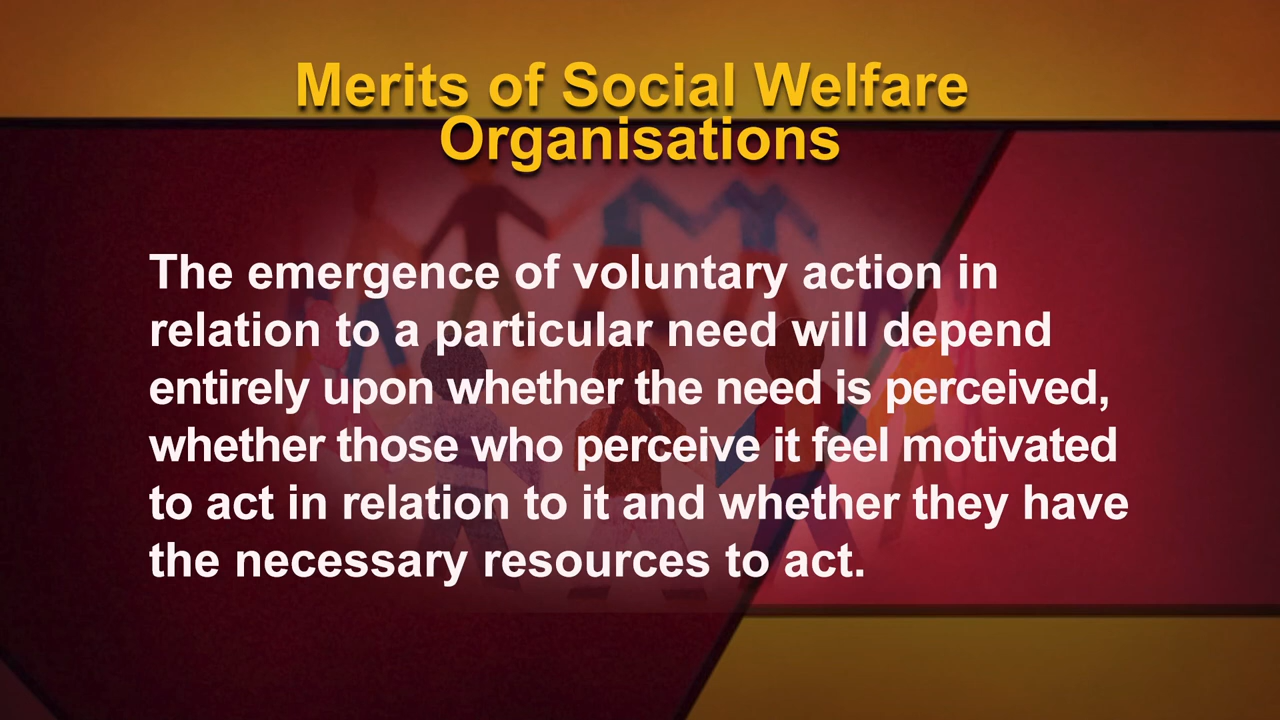 Merits of Social Welfare
Organisations
The emergence of voluntary action in
relation to a particular need will depend
entirely upon whether the need is perceived,
whether those who perceive it feel motivated
to act in relation to it and whether they have
the necessary resources to act.